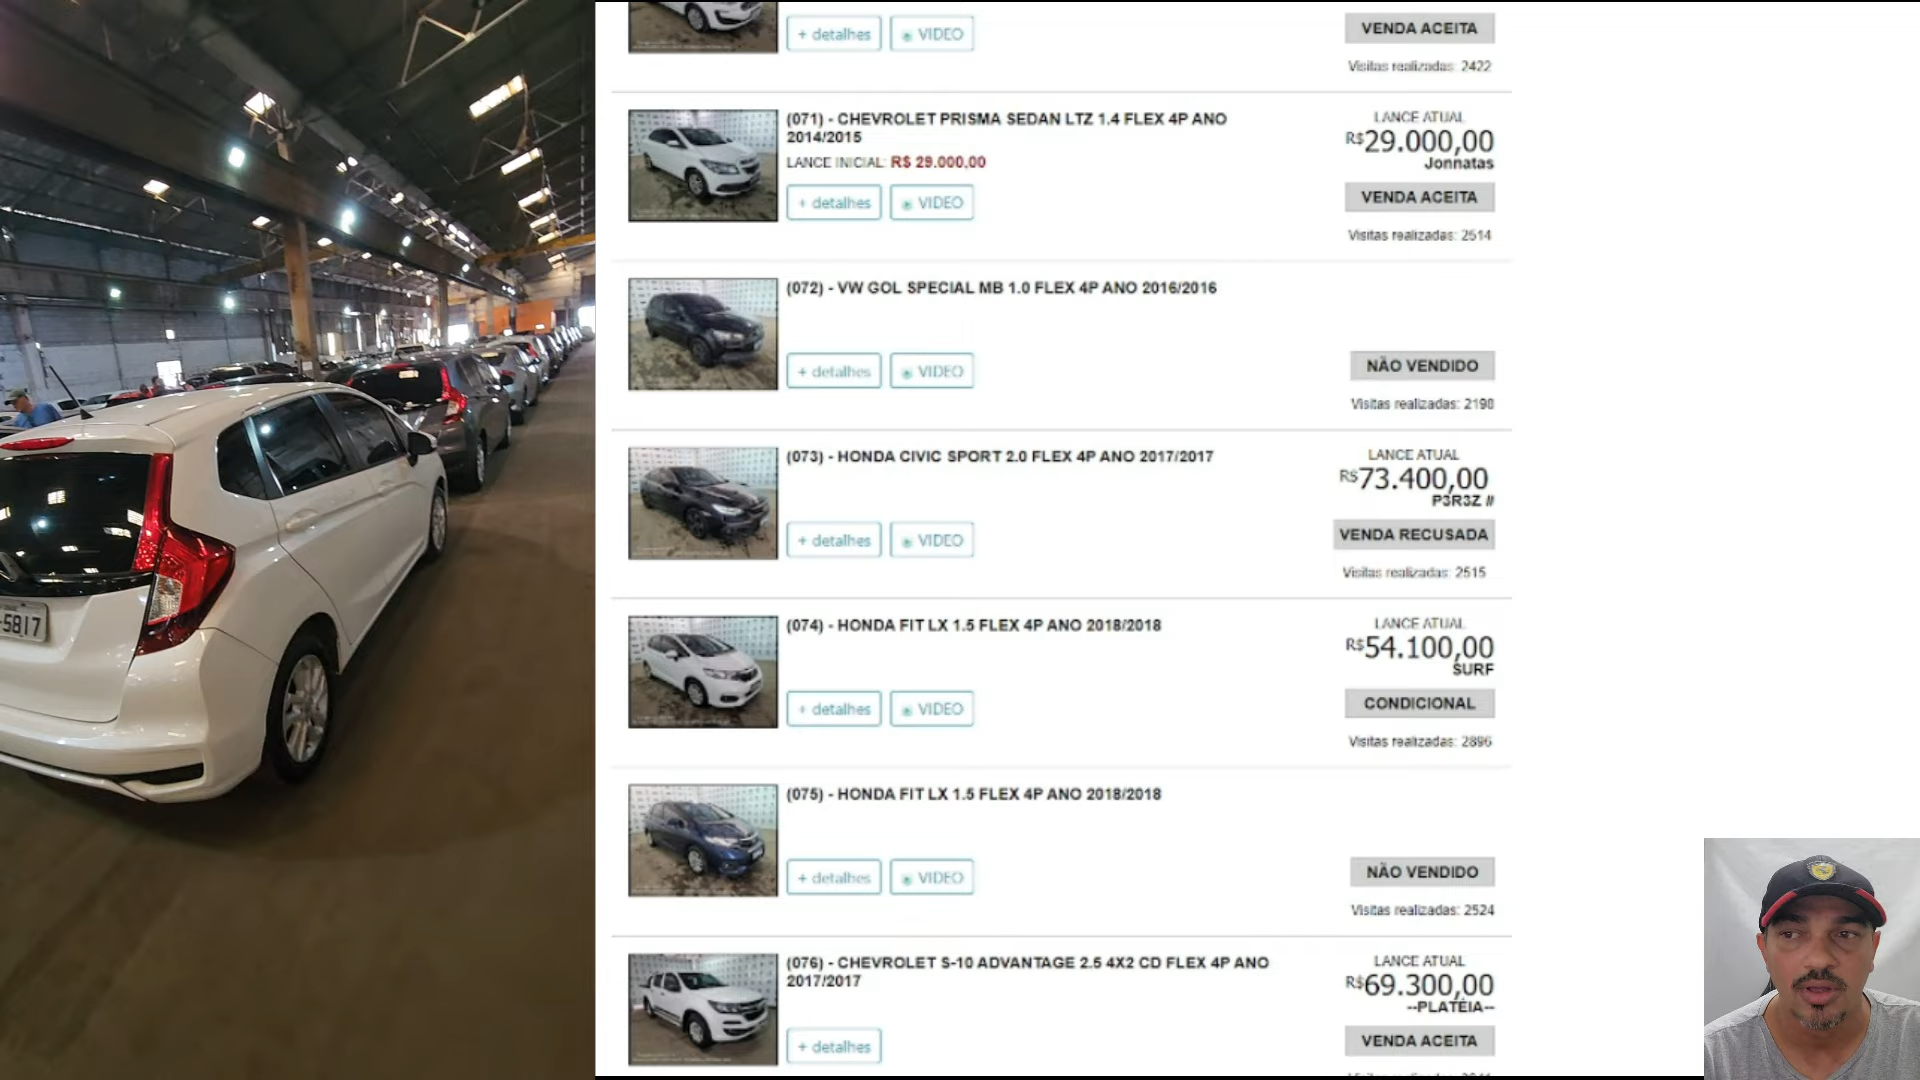 5817
+ detalhes
VIDEO
VENDA ACEITA
Visitas realizadas: 2422
(071) - CHEVROLET PRISMA SEDAN LTZ 1.4 FLEX 4P ANO
2014/2015
LANCE INICIAL: R$ 29.000,00
+ detalhes
VIDEO
LANCE ATUAL
R$29.000,00
Jonnatas
VENDA ACEITA
Visitas realizadas: 2514
(072) - VW GOL SPECIAL MB 1.0 FLEX 4P ANO 2016/2016
+ detalhes
VIDEO
NÃO VENDIDO
Visitas realizadas: 2198
(073) - HONDA CIVIC SPORT 2.0 FLEX 4P ANO 2017/2017
+ detalhes
VIDEO
LANCE ATUAL
R$73.400,00
P3R3Z //
VENDA RECUSADA
Visitas realizadas: 2515
(074) - HONDA FIT LX 1.5 FLEX 4P ANO 2018/2018
+ detalhes
VIDEO
LANCE ATUAL
R$54.100,00
SURF
CONDICIONAL
Visitas realizadas: 2896
(075) - HONDA FIT LX 1.5 FLEX 4P ANO 2018/2018
+ detalhes
VIDEO
NÃO VENDIDO
Visitas realizadas: 2524
(076) - CHEVROLET S-10 ADVANTAGE 2.5 4X2 CD FLEX 4P ANO
2017/2017
+ detalhes
LANCE ATUAL
R$69.300,00
--PLATÉIA--
VENDA ACEITA